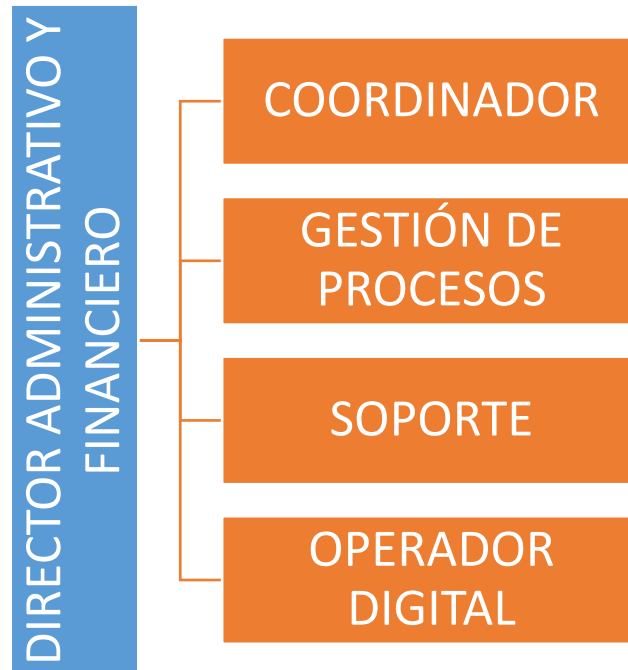 DIRECTOR ADMINISTRATIVO Y
FINANCIERO
COORDINADOR
GESTIÓN DE
PROCESOS
SOPORTE
OPERADOR
DIGITAL